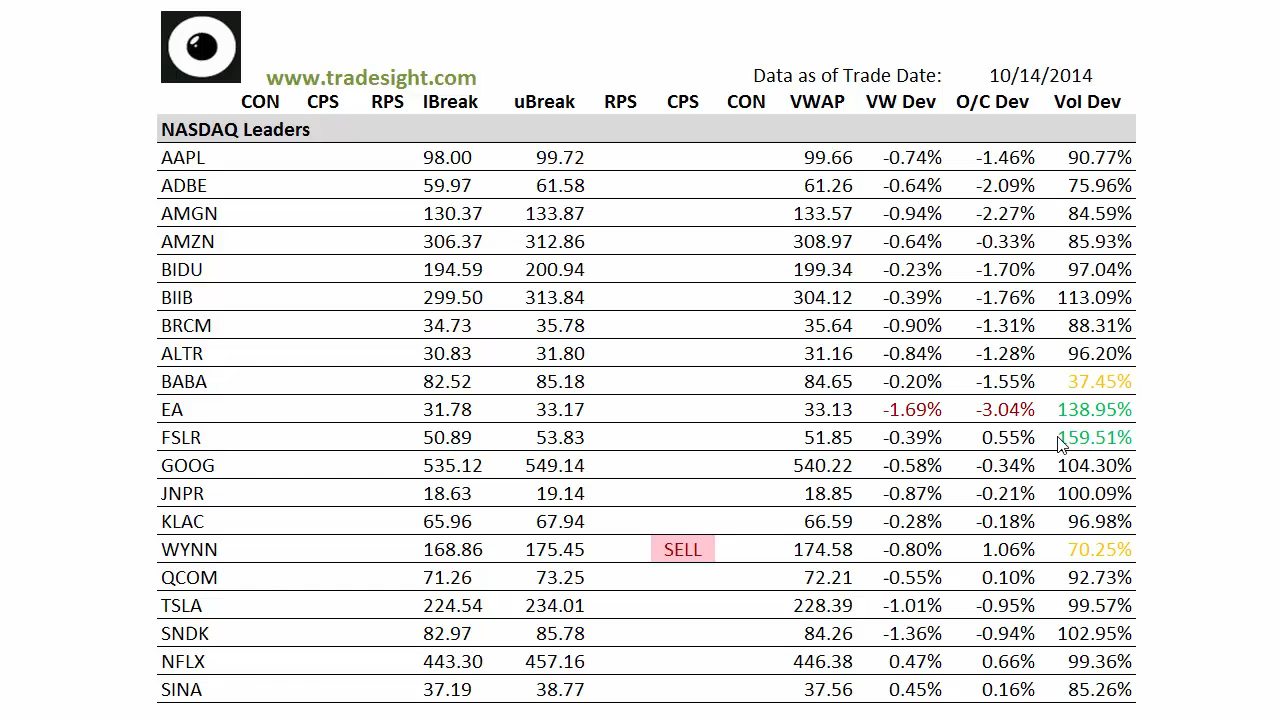 www.tradesight.com Data as of Trade Date: 10/14/2014
CON CPS RPS lBreak uBreak RPS CPS CON VWAP VW Dev O/C Dev Vol Dev
NASDAQ Leaders
AAPL 98.00 99.72 99.66 -0.74% -1.46% 90.77%
ADBE 59.97 61.58 61.26 -0.64% -2.09% 75.96%
AMGN 130.37 133.87 133.57 -0.94% -2.27% 84.59%
AMZN 306.37 312.86 308.97 -0.64% -0.33% 85.93%
BIDU 194.59 200.94 199.34 -0.23% -1.70% 97.04%
BIIB 299.50 313.84 304.12 -0.39% -1.76% 113.09%
BRCM 34.73 35.78 35.64 -0.90% -1.31% 88.31%
ALTR 30.83 31.80 31.16 -0.84% -1.28% 96.20%
BABA 82.52 85.18 84.65 -0.20% -1.55% 37.45%
EA 31.78 33.17 33.13 -1.69% -3.04% 138.95%
FSLR 50.89 53.83 51.85 -0.39% 0.55% 159.51%
GOOG 535.12 549.14 540.22 -0.58% -0.34% 104.30%
JNPR 18.63 19.14 18.85 -0.87% -0.21% 100.09%
KLAC 65.96 67.94 66.59 -0.28% -0.18% 96.98%
WYNN 168.86 175.45 SELL 174.58 -0.80% 1.06% 70.25%
QCOM 71.26 73.25 72.21 -0.55% 0.10% 92.73%
TSLA 224.54 234.01 228.39 -1.01% -0.95% 99.57%
SNDK 82.97 85.78 84.26 -1.36% -0.94% 102.95%
NFLX 443.30 457.16 446.38 0.47% 0.66% 99.36%
SINA 37.19 38.77 37.56 0.45% 0.16% 85.26%